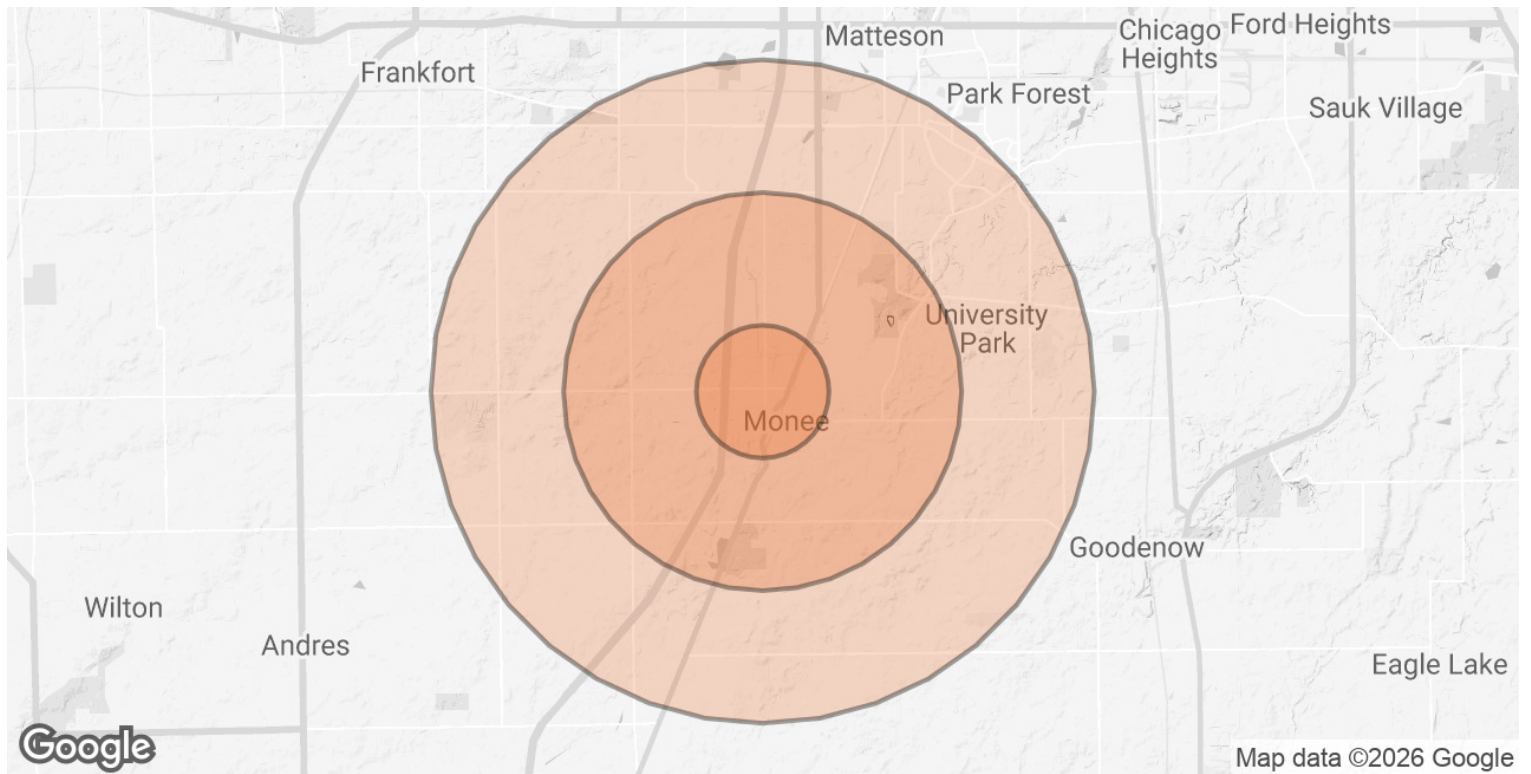 Matteson
Chicago
Heights
Ford Heights
Frankfort
Park Forest
Sauk Village
University
Park
Monee
Goodenow
Wilton
Andres
Eagle Lake
Google
Map data ©2026 Google